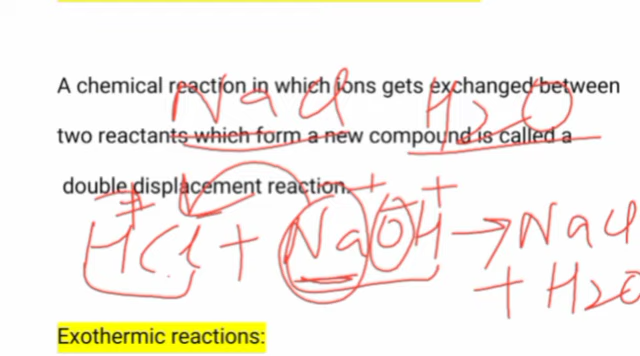 A chemical reaction in which ions gets exchanged between
NaCl H2O
two reactants which form a new compound is called a
double displacement reaction.
HCl + NaOH → NaCl
+ H2O
Exothermic reactions: